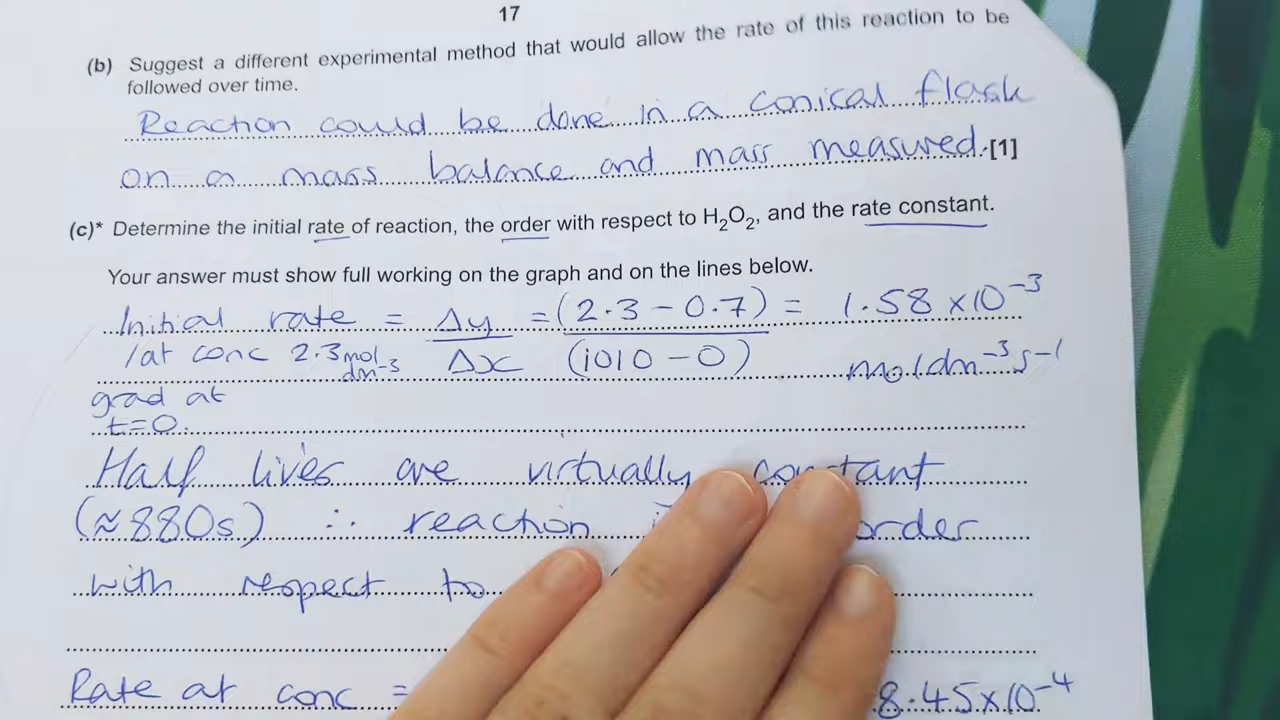 17
(b) Suggest a different experimental method that would allow the rate of this reaction to be
followed over time.
Reaction could be done in a conical flask
on a mass balance and mass measured. [1]
(c)* Determine the initial rate of reaction, the order with respect to H₂O₂, and the rate constant.
Your answer must show full working on the graph and on the lines below.
Initial rate = Δy/Δx = (2.3 – 0.7)/(1010 – 0) = 1.58 × 10⁻³
/at conc 2.3 mol dm⁻³ mol dm⁻³ s⁻¹
grad at
t=0.
Half lives are virtually constant
(≈880s) ∴ reaction order
with respect to
Rate at conc = 8.45×10⁻⁴